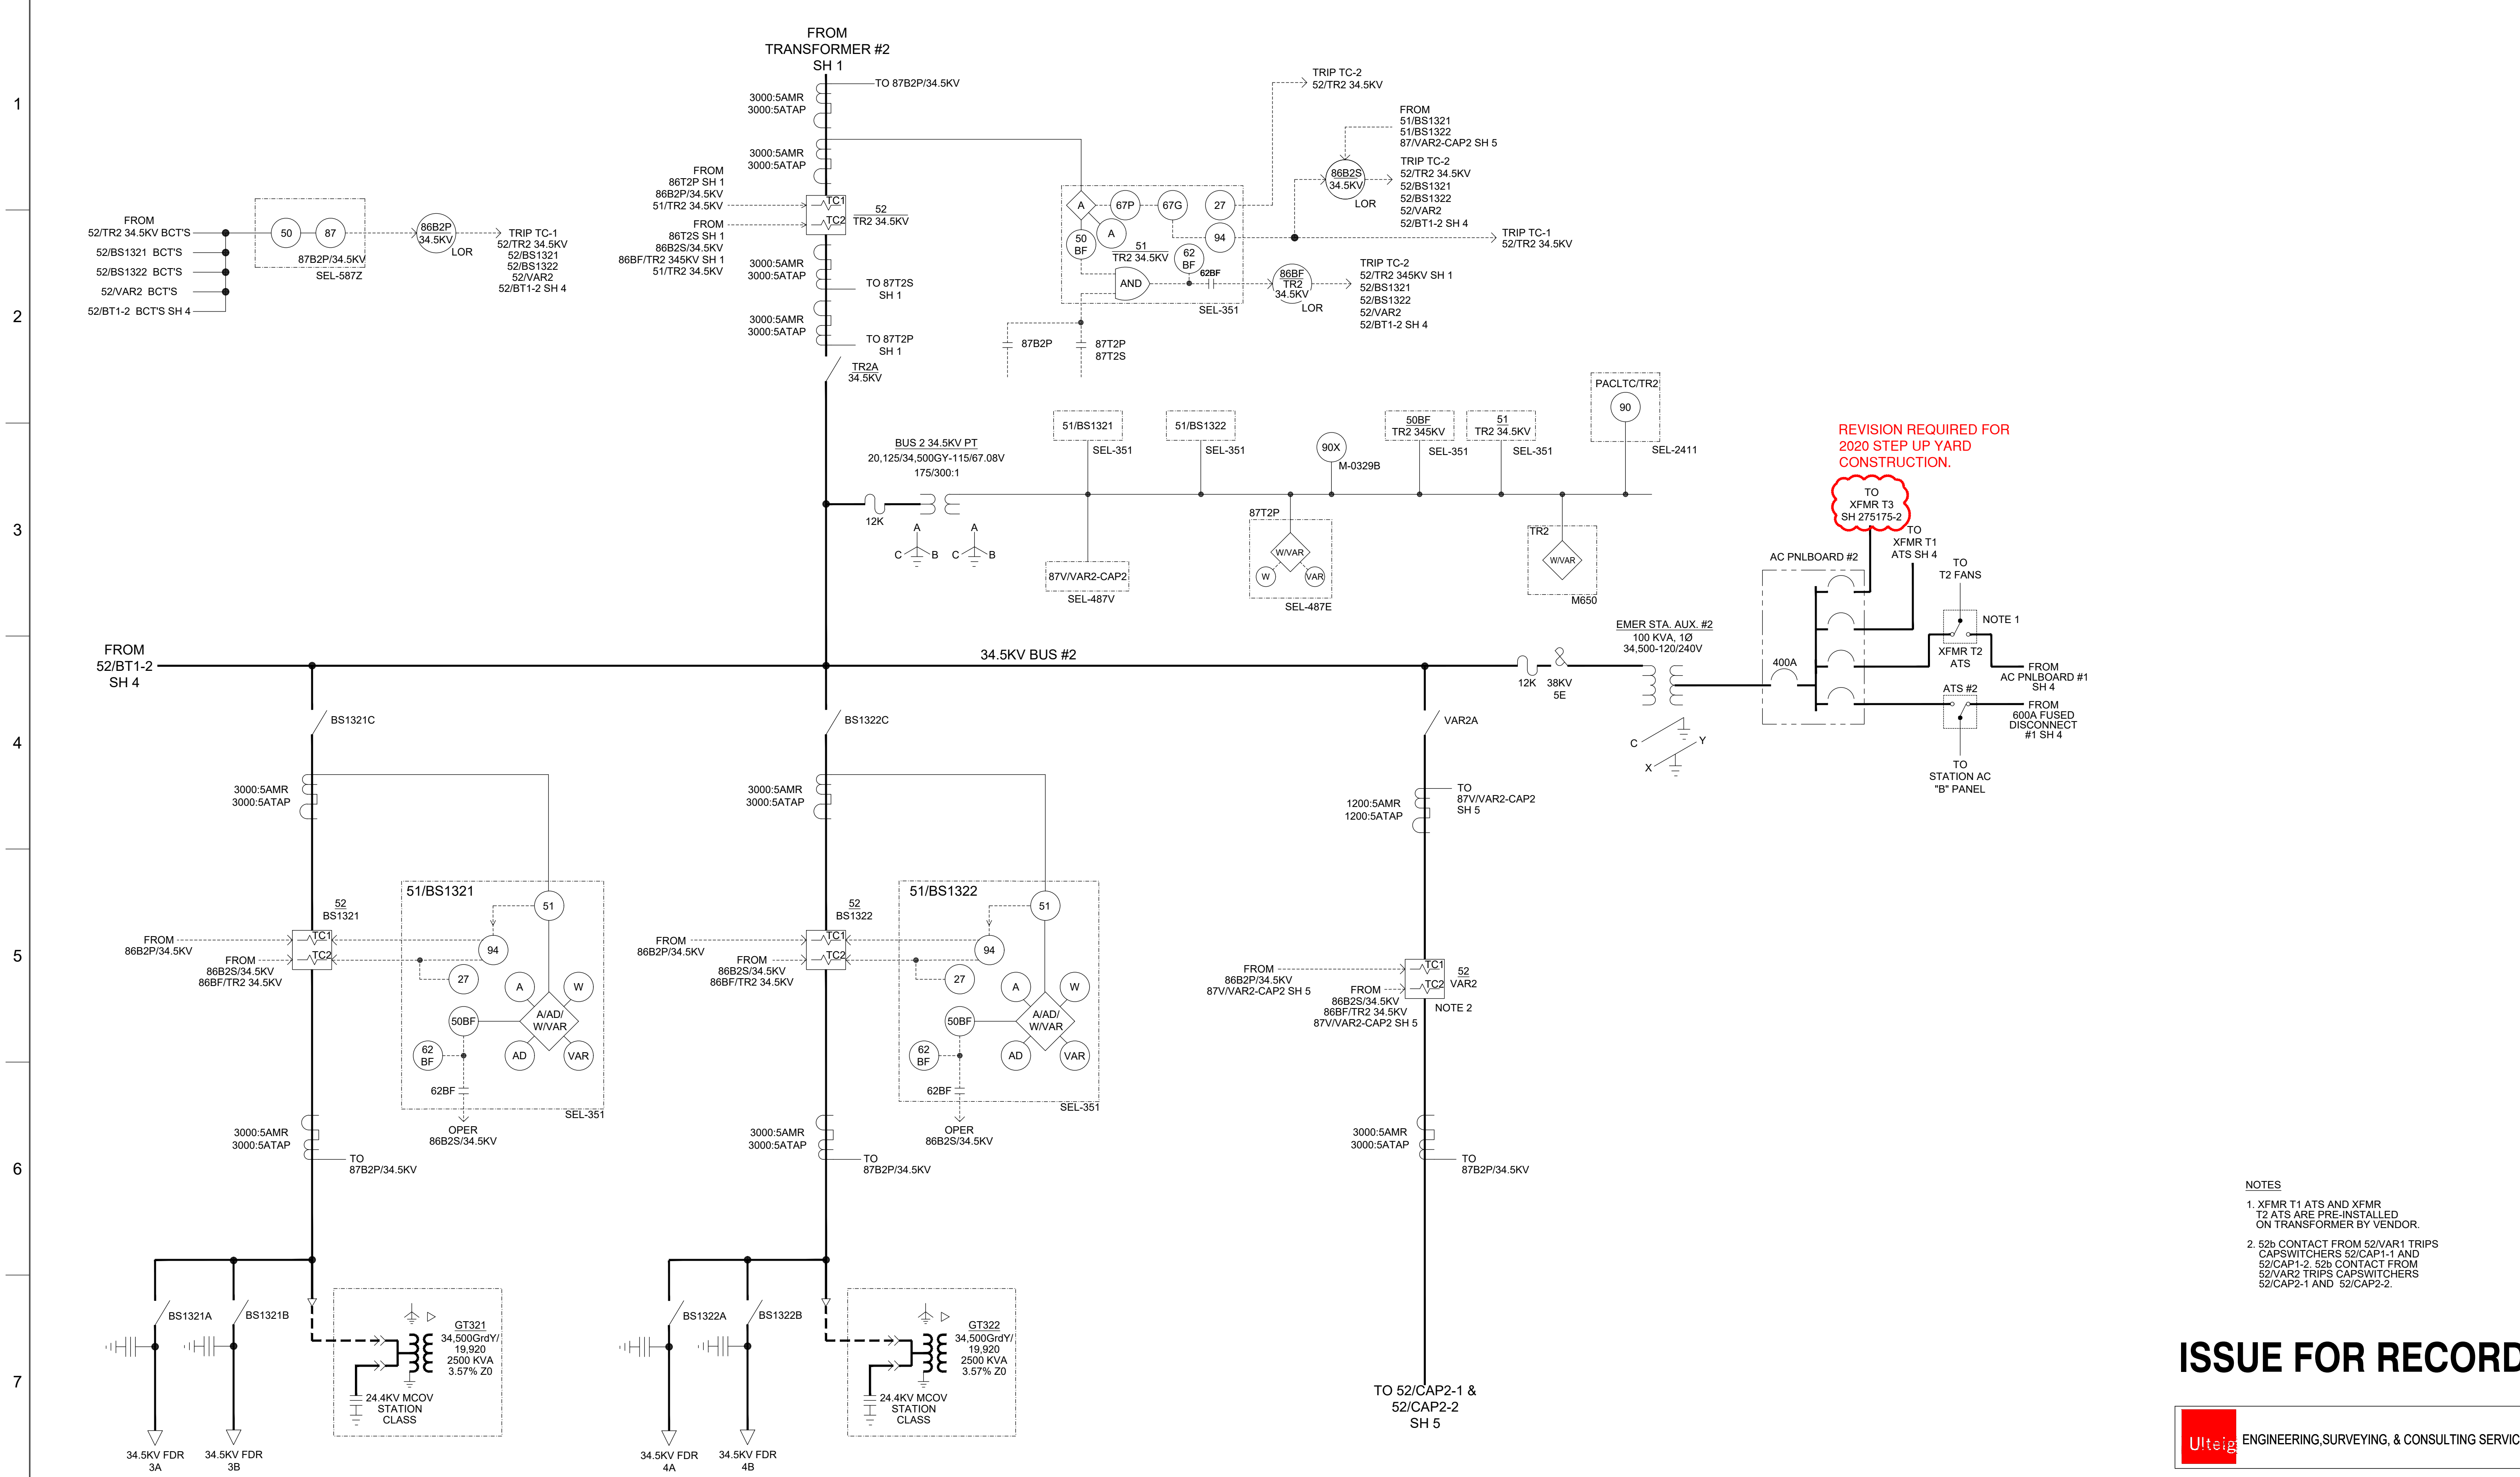 1
2
3
4
5
6
7
FROM
TRANSFORMER #2
SH 1
TO 87B2P/34.5KV
3000:5AMR
3000:5ATAP
3000:5AMR
3000:5ATAP
FROM
86T2P SH 1
86B2P/34.5KV
51/TR2 34.5KV
FROM
86T2S SH 1
86B2S/34.5KV
86BF/TR2 345KV SH 1
51/TR2 34.5KV
TC1
TC2
52
TR2 34.5KV
3000:5AMR
3000:5ATAP
TO 87T2S
SH 1
3000:5AMR
3000:5ATAP
TO 87T2P
SH 1
TR2A
34.5KV
FROM
52/TR2 34.5KV BCT'S
52/BS1321 BCT'S
52/BS1322 BCT'S
52/VAR2 BCT'S
52/BT1-2 BCT'S SH 4
50
87
87B2P/34.5KV
SEL-587Z
86B2P
34.5KV
LOR
TRIP TC-1
52/TR2 34.5KV
52/BS1321
52/BS1322
52/VAR2
52/BT1-2 SH 4
TRIP TC-2
52/TR2 34.5KV
FROM
51/BS1321
51/BS1322
87/VAR2-CAP2 SH 5
86B2S
34.5KV
LOR
TRIP TC-2
52/TR2 34.5KV
52/BS1321
52/BS1322
52/VAR2
52/BT1-2 SH 4
A
67P
67G
27
50
BF
A
51
TR2 34.5KV
94
62
BF
AND
62BF
SEL-351
TRIP TC-1
52/TR2 34.5KV
86BF
TR2
34.5KV
LOR
TRIP TC-2
52/TR2 345KV SH 1
52/BS1321
52/BS1322
52/VAR2
52/BT1-2 SH 4
87B2P
87T2P
87T2S
BUS 2 34.5KV PT
20,125/34,500GY-115/67.08V
175/300:1
12K
A
C
B
A
C
B
51/BS1321
SEL-351
51/BS1322
SEL-351
90X
M-0329B
50BF
TR2 345KV
SEL-351
51
TR2 34.5KV
SEL-351
PACLTC/TR2
90
SEL-2411
87V/VAR2-CAP2
SEL-487V
87T2P
W/VAR
W
VAR
SEL-487E
TR2
W/VAR
M650
REVISION REQUIRED FOR
2020 STEP UP YARD
CONSTRUCTION.
TO
XFMR T3
SH 275175-2
TO
XFMR T1
ATS SH 4
AC PNLBOARD #2
TO
T2 FANS
NOTE 1
XFMR T2
ATS
FROM
AC PNLBOARD #1
SH 4
ATS #2
FROM
600A FUSED
DISCONNECT
#1 SH 4
TO
STATION AC
"B" PANEL
400A
EMER STA. AUX. #2
100 KVA, 1Ø
34,500-120/240V
12K
38KV
5E
C
Y
X
FROM
52/BT1-2
SH 4
34.5KV BUS #2
BS1321C
3000:5AMR
3000:5ATAP
51/BS1321
51
94
27
A
W
A/AD/
W/VAR
50BF
62
BF
AD
VAR
62BF
SEL-351
OPER
86B2S/34.5KV
52
BS1321
TC1
TC2
FROM
86B2P/34.5KV
FROM
86B2S/34.5KV
86BF/TR2 34.5KV
3000:5AMR
3000:5ATAP
TO
87B2P/34.5KV
BS1321A
BS1321B
GT321
34,500GrdY/
19,920
2500 KVA
3.57% Z0
24.4KV MCOV
STATION
CLASS
34.5KV FDR
3A
34.5KV FDR
3B
BS1322C
3000:5AMR
3000:5ATAP
51/BS1322
51
94
27
A
W
A/AD/
W/VAR
50BF
62
BF
AD
VAR
62BF
SEL-351
OPER
86B2S/34.5KV
52
BS1322
TC1
TC2
FROM
86B2P/34.5KV
FROM
86B2S/34.5KV
86BF/TR2 34.5KV
3000:5AMR
3000:5ATAP
TO
87B2P/34.5KV
BS1322A
BS1322B
GT322
34,500GrdY/
19,920
2500 KVA
3.57% Z0
24.4KV MCOV
STATION
CLASS
34.5KV FDR
4A
34.5KV FDR
4B
VAR2A
1200:5AMR
1200:5ATAP
TO
87V/VAR2-CAP2
SH 5
TC1
TC2
52
VAR2
NOTE 2
FROM
86B2P/34.5KV
87V/VAR2-CAP2 SH 5
FROM
86B2S/34.5KV
86BF/TR2 34.5KV
87V/VAR2-CAP2 SH 5
3000:5AMR
3000:5ATAP
TO
87B2P/34.5KV
TO 52/CAP2-1 &
52/CAP2-2
SH 5
NOTES
1. XFMR T1 ATS AND XFMR
T2 ATS ARE PRE-INSTALLED
ON TRANSFORMER BY VENDOR.
2. 52b CONTACT FROM 52/VAR1 TRIPS
CAPSWITCHERS 52/CAP1-1 AND
52/CAP1-2. 52b CONTACT FROM
52/VAR2 TRIPS CAPSWITCHERS
52/CAP2-1 AND 52/CAP2-2.
ISSUE FOR RECORD
Ulteig
ENGINEERING,SURVEYING, & CONSULTING SERVIC